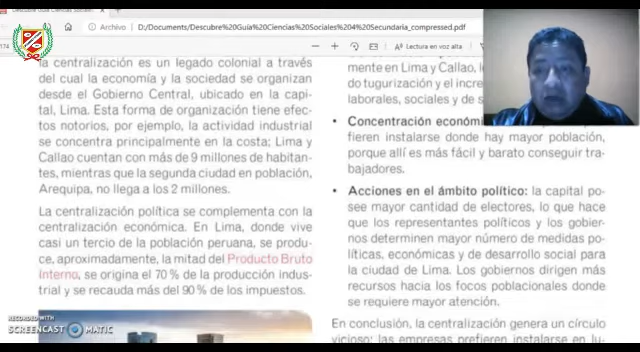 Descubre Guía Ciencias Sociales
Archivo
D:/Documents/Descubre%20Guía%20Ciencias%20Sociales%204%20Secundaria_compressed.pdf
174
Lectura en voz alta
la centralización es un legado colonial a través
del cual la economía y la sociedad se organizan
desde el Gobierno Central, ubicado en la capi-
tal, Lima. Esta forma de organización tiene efec-
tos notorios, por ejemplo, la actividad industrial
se concentra principalmente en la costa; Lima y
Callao cuentan con más de 9 millones de habitan-
tes, mientras que la segunda ciudad en población,
Arequipa, no llega a los 2 millones.
La centralización política se complementa con la
centralización económica. En Lima, donde vive
casi un tercio de la población peruana, se produ-
ce, aproximadamente, la mitad del Producto Bruto
Interno, se origina el 70 % de la producción indus-
trial y se recauda más del 90 % de los impuestos.
RECORDED WITH
SCREENCAST MATIC
mente en Lima y Callao, l
do tugurización y el incre
laborales, sociales y de s
• Concentración económi
fieren instalarse donde hay mayor población,
porque allí es más fácil y barato conseguir tra-
bajadores.
• Acciones en el ámbito político: la capital po-
see mayor cantidad de electores, lo que hace
que los representantes políticos y los gobier-
nos determinen mayor número de medidas po-
líticas, económicas y de desarrollo social para
la ciudad de Lima. Los gobiernos dirigen más
recursos hacia los focos poblacionales donde
se requiere mayor atención.
En conclusión, la centralización genera un círculo
vicioso: las empresas prefieren instalarse en lu-